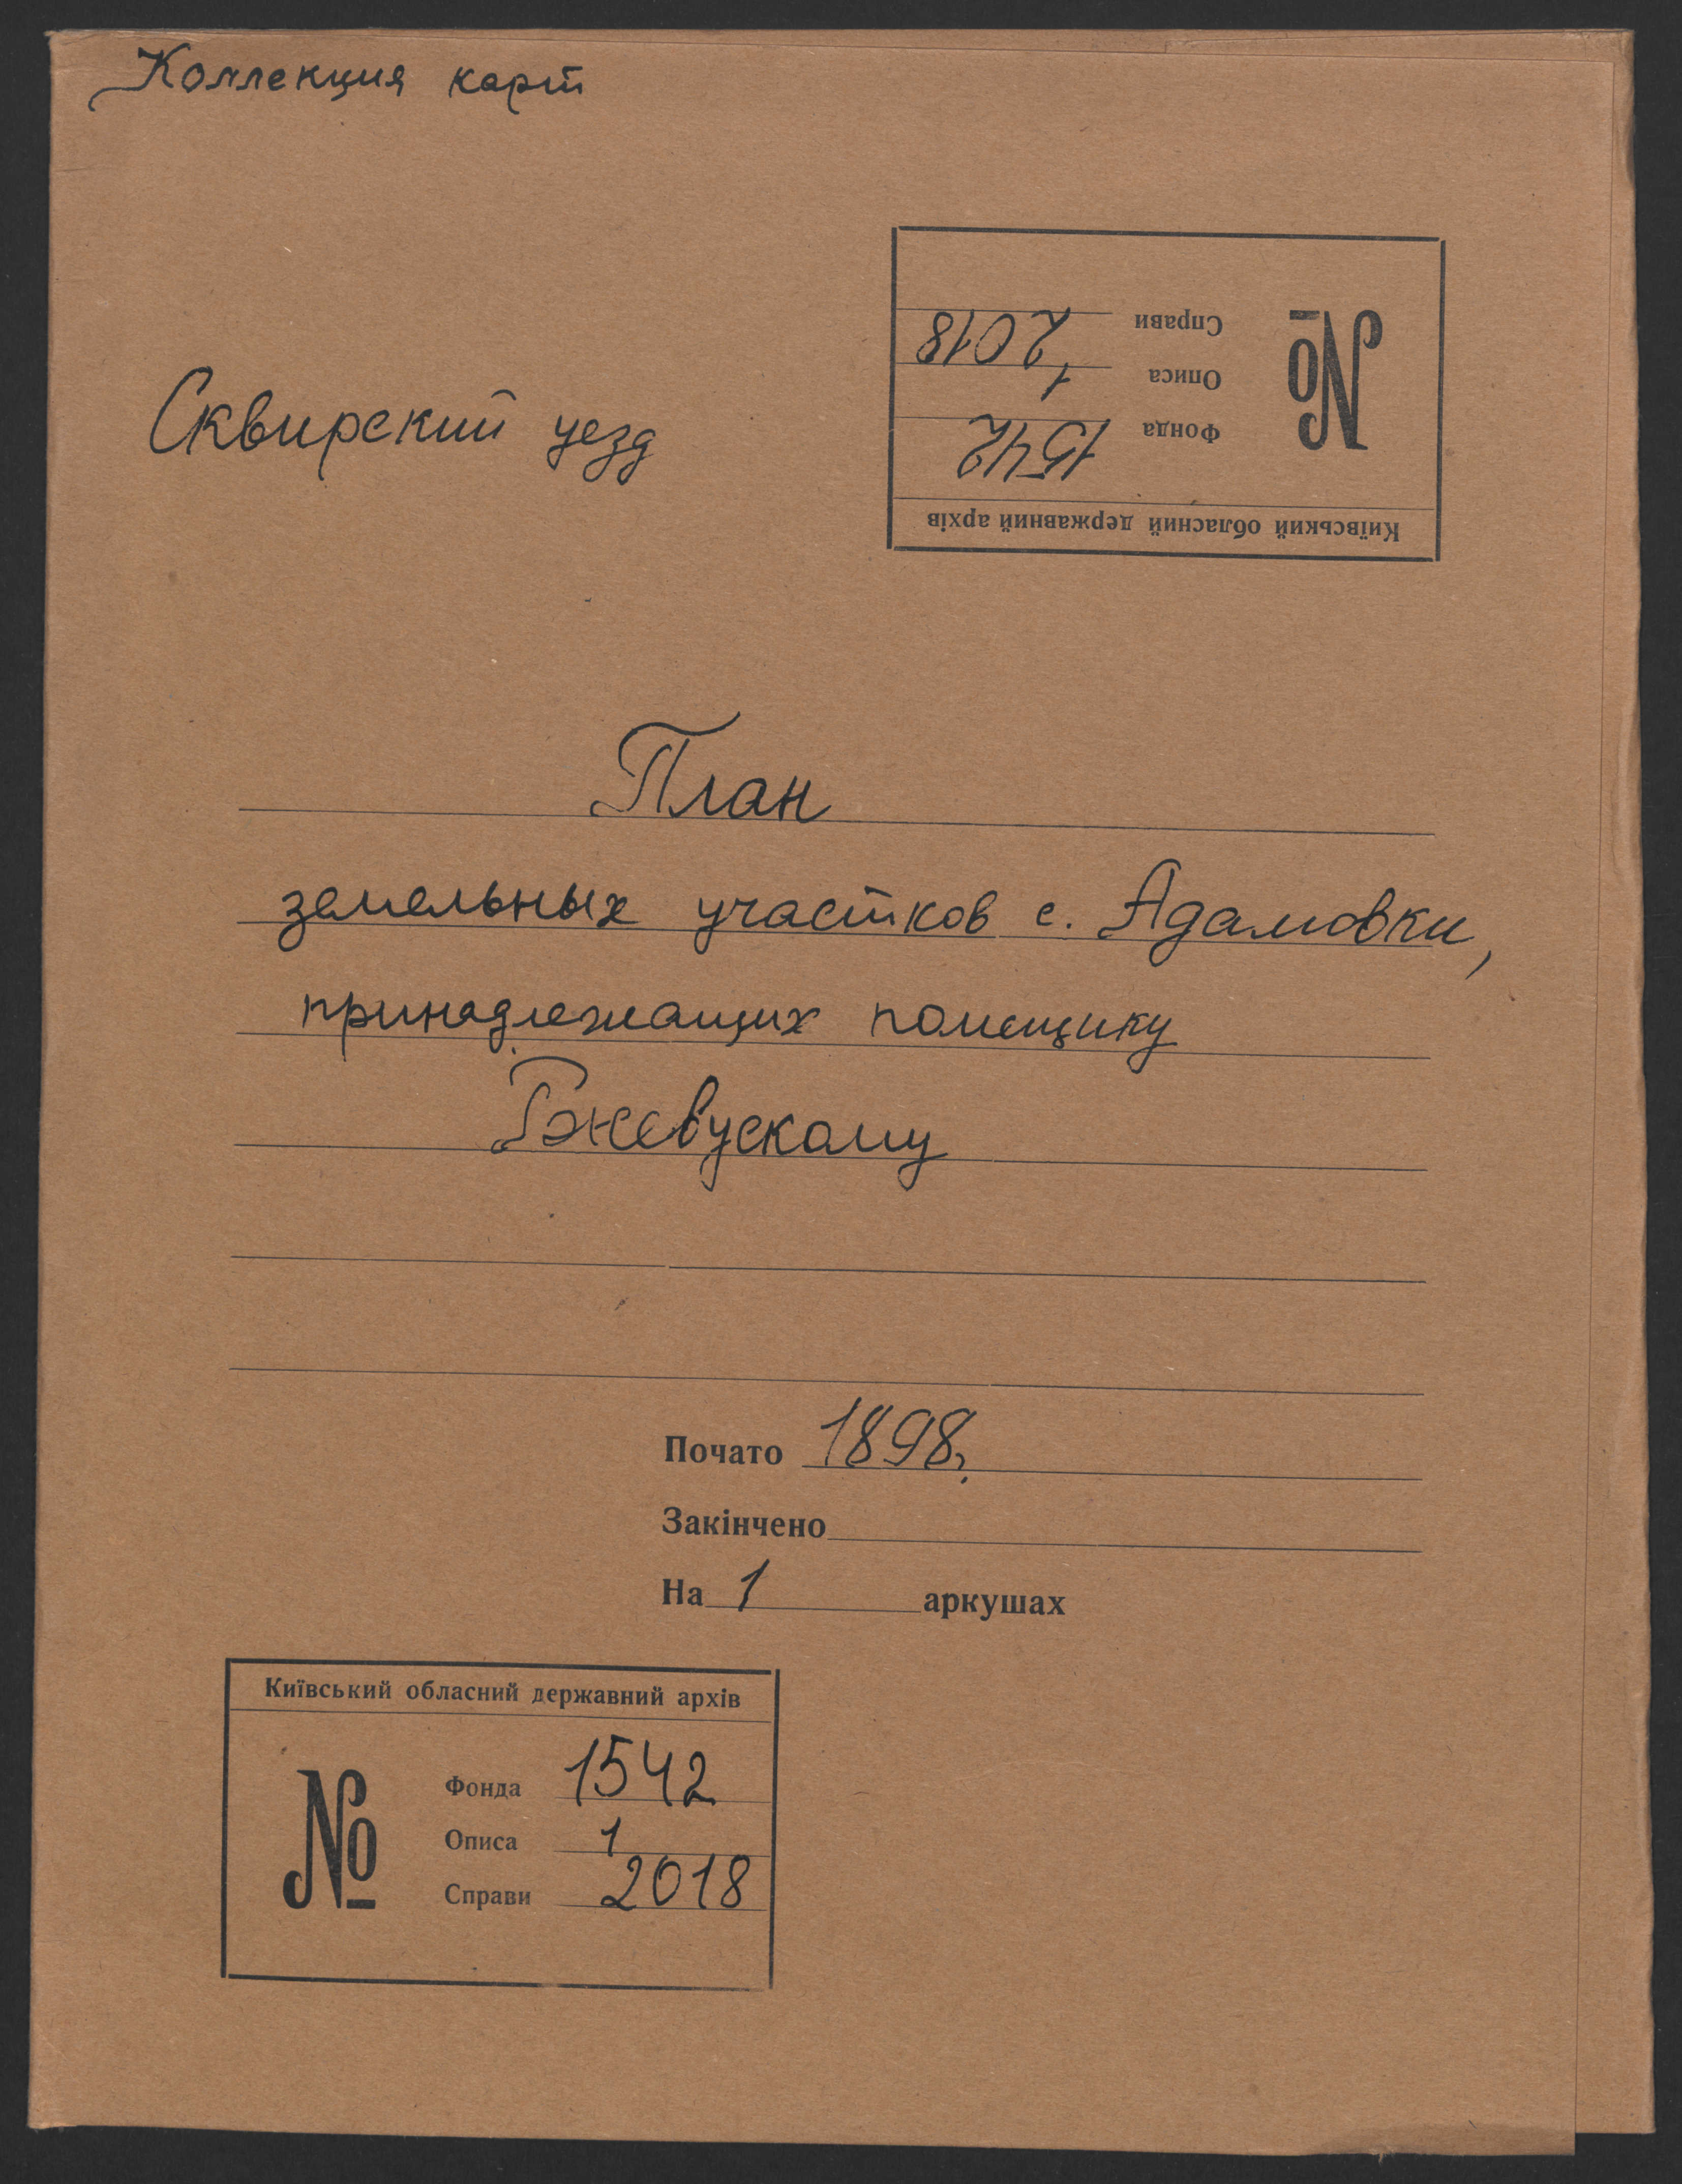 Коллекция карт
Київський обласний державний архів
№
Фонда 1542
Описа 1
Справи 2018
Сквирский уезд
План
земельных участков с. Адамовки,
принадлежащих помещику
Ржевускому
Почато 1898г.
Закінчено
На 1 аркушах
Київський обласний державний архів
№
Фонда 1542
Описа 1
Справи 2018